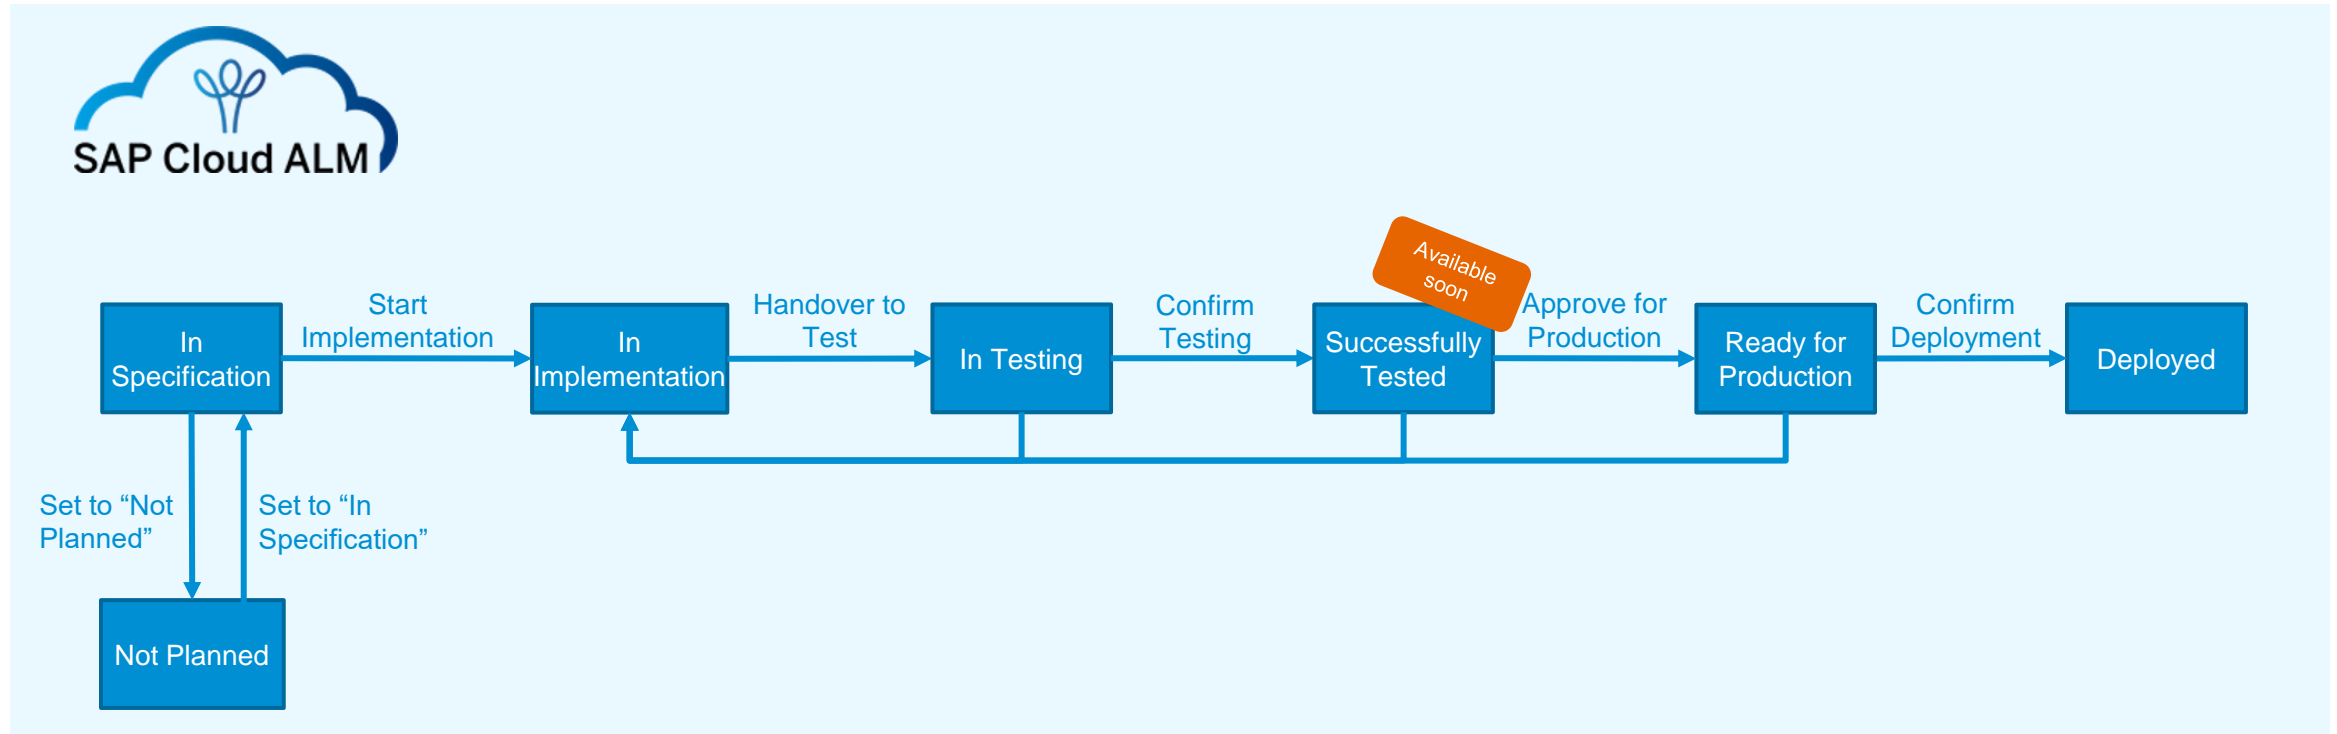 SAP Cloud ALM
Available
soon
Start
Implementation
Handover to
Test
Confirm
Testing
Approve for
Production
Confirm
Deployment
In
Specification
In
Implementation
In Testing
Successfully
Tested
Ready for
Production
Deployed
Set to “Not
Planned”
Set to “In
Specification”
Not Planned